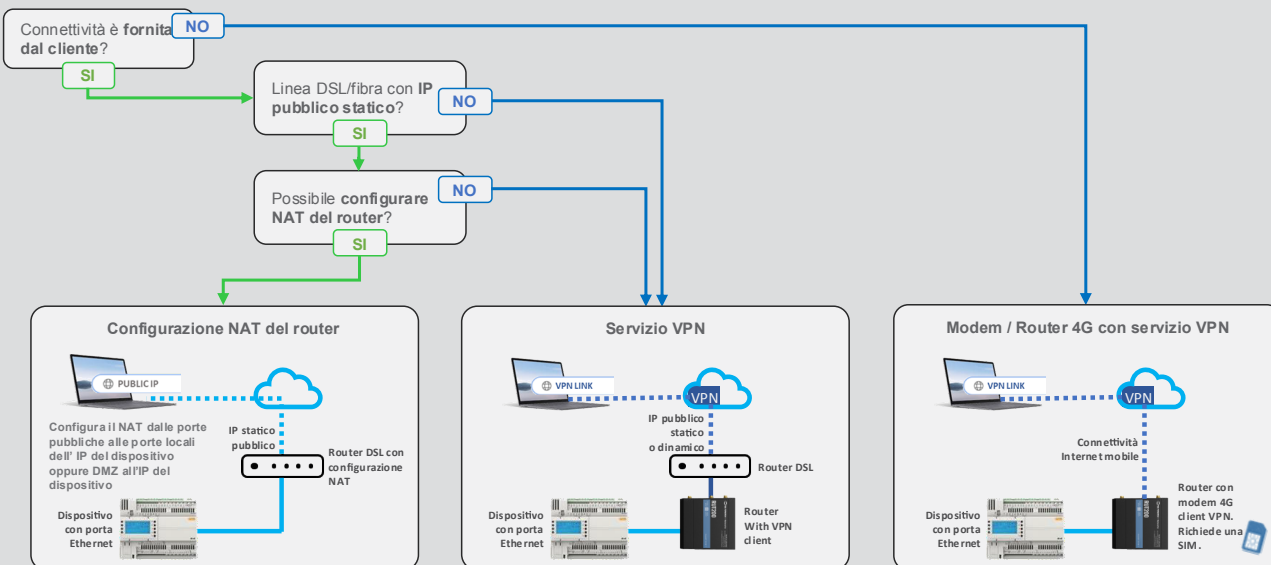 Connettività è fornita
dal cliente?
NO
SI
Linea DSL/fibra con IP
pubblico statico?
NO
SI
Possibile configurare
NAT del router?
NO
SI
Configurazione NAT del router
PUBLIC IP
Configura il NAT dalle porte
pubbliche alle porte locali
dell' IP del dispositivo
oppure DMZ all'IP del
dispositivo
IP statico
pubblico
Router DSL con
configurazione
NAT
Dispositivo
con porta
Ethernet
Servizio VPN
VPN LINK
VPN
IP pubblico
statico
o dinamico
Router DSL
Dispositivo
con porta
Ethernet
Router
With VPN
client
Modem / Router 4G con servizio VPN
VPN LINK
VPN
Connettività
Internet mobile
Dispositivo
con porta
Ethernet
Router con
modem 4G
client VPN.
Richiede una
SIM.